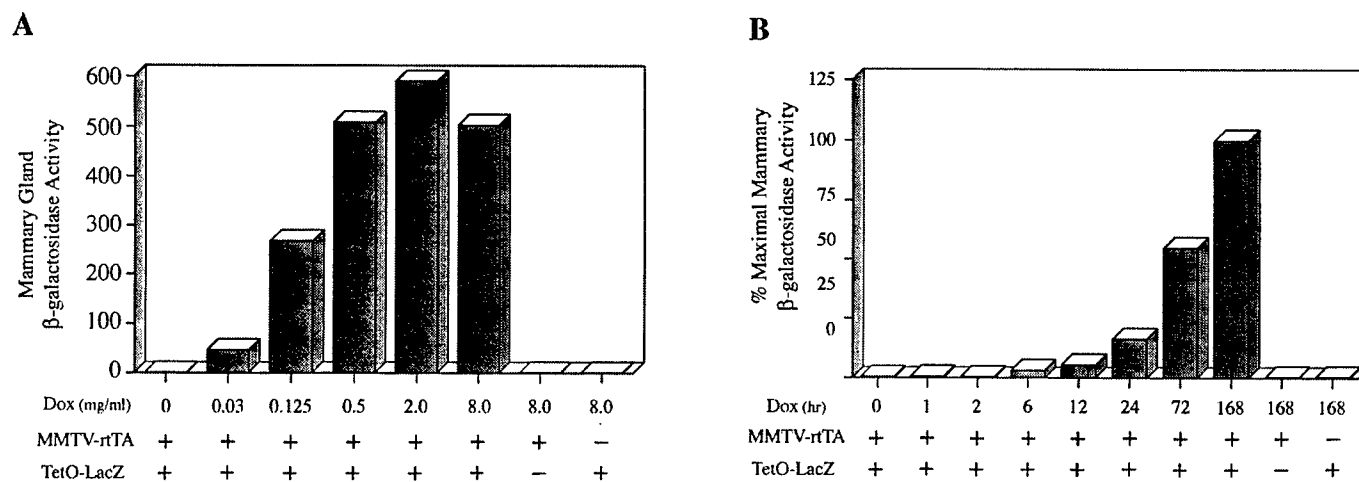 A
Mammary Gland
β-galactosidase Activity
600
500
400
300
200
100
0
Dox (mg/ml) 0 0.03 0.125 0.5 2.0 8.0 8.0 8.0
MMTV-rtTA + + + + + + + –
TetO-LacZ + + + + + + – +
B
% Maximal Mammary
β-galactosidase Activity
125
100
75
50
25
0
Dox (hr) 0 1 2 6 12 24 72 168 168 168
MMTV-rtTA + + + + + + + + + –
TetO-LacZ + + + + + + + + – +